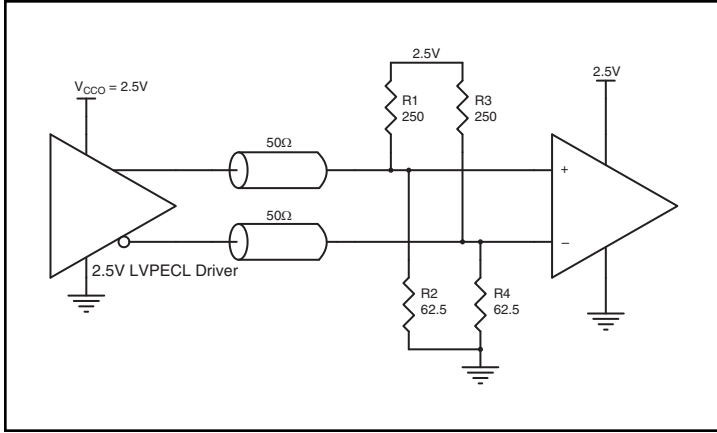 2.5V
V_CCO = 2.5V
2.5V
R1
250
R3
250
50Ω
+
50Ω
−
2.5V LVPECL Driver
R2
62.5
R4
62.5